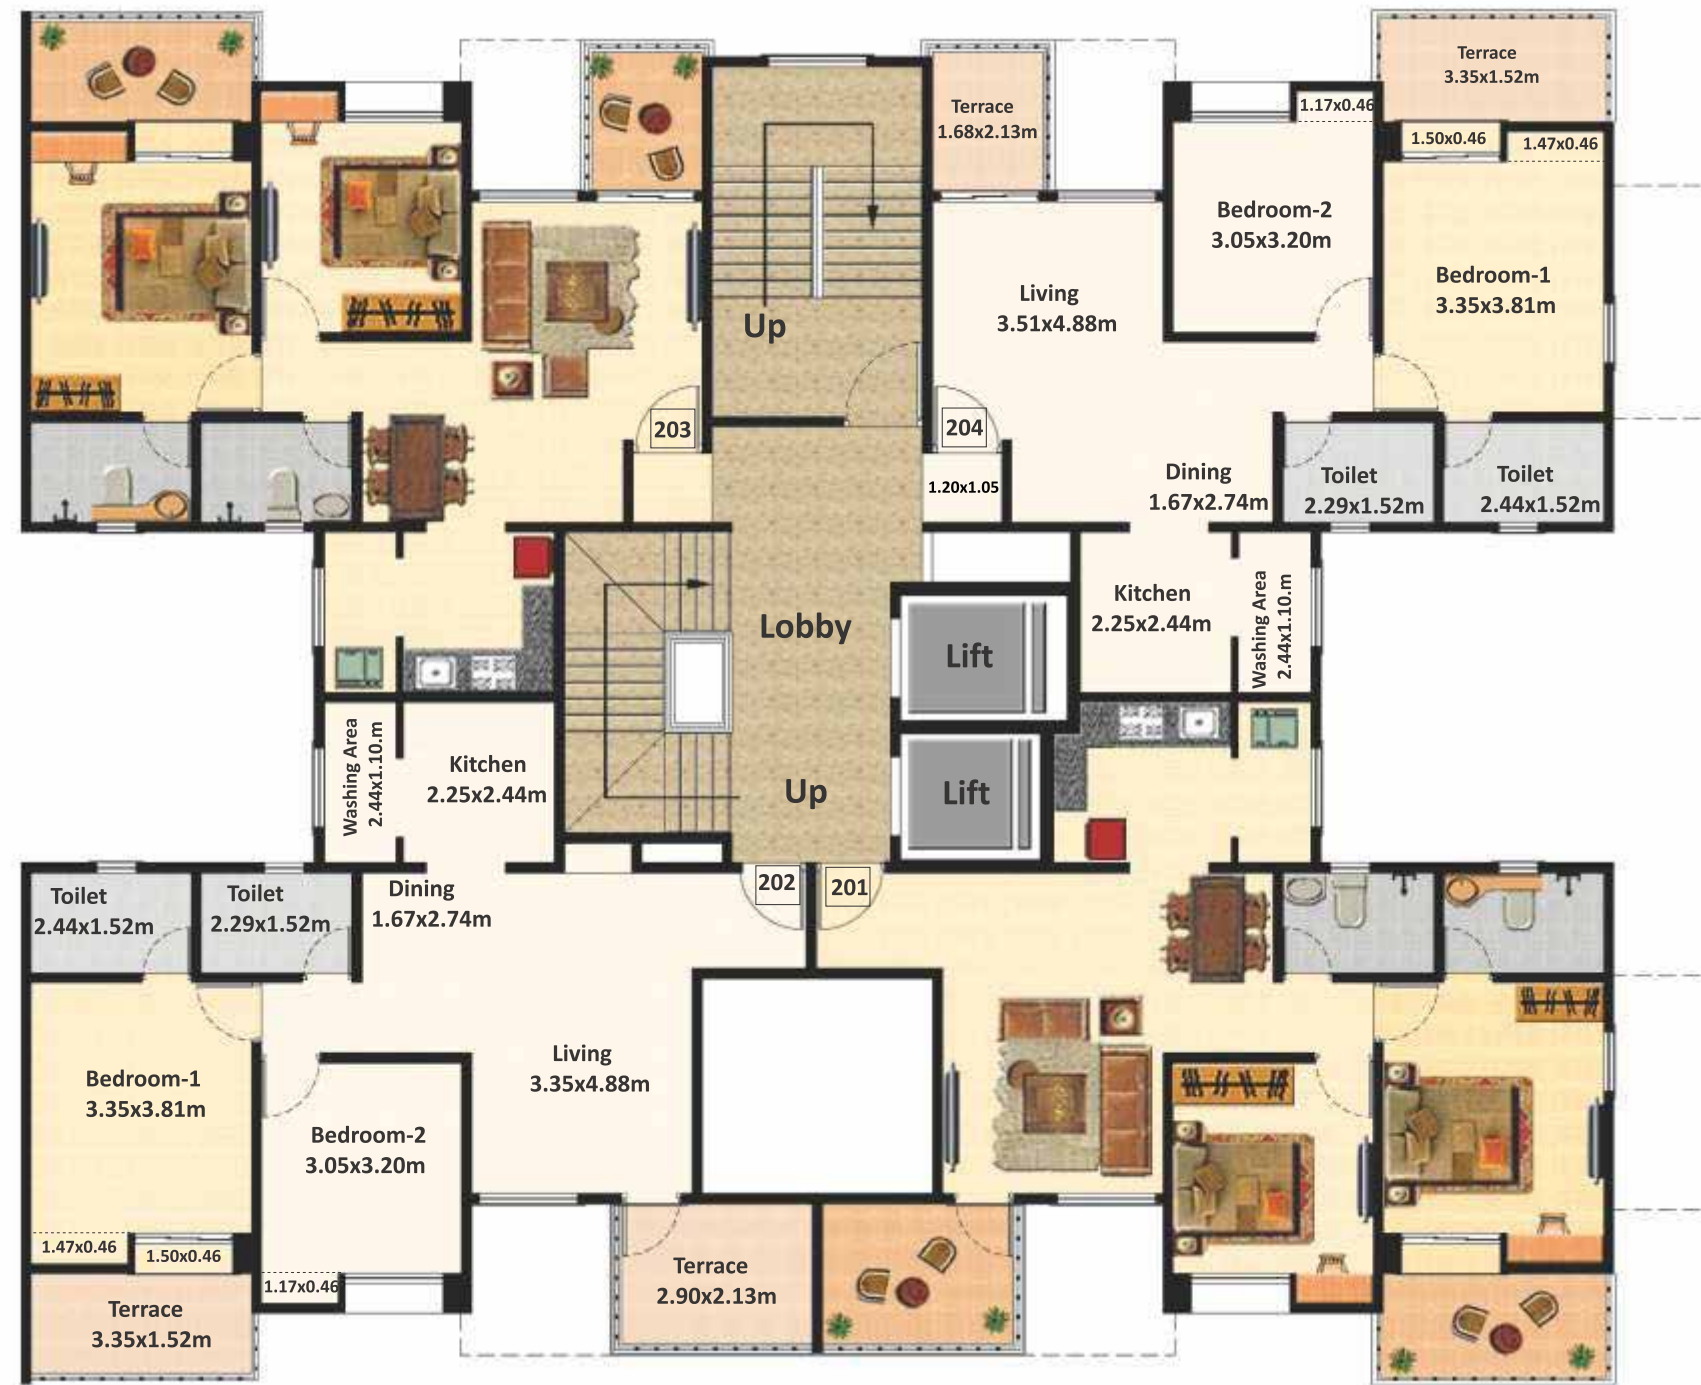 Terrace
3.35x1.52m
Terrace
1.68x2.13m
1.17x0.46
1.50x0.46
1.47x0.46
Bedroom-2
3.05x3.20m
Bedroom-1
3.35x3.81m
Living
3.51x4.88m
Up
203
204
1.20x1.05
Dining
1.67x2.74m
Toilet
2.29x1.52m
Toilet
2.44x1.52m
Lobby
Lift
Kitchen
2.25x2.44m
Washing Area
2.44x1.10.m
Washing Area
2.44x1.10.m
Kitchen
2.25x2.44m
Up
Lift
Toilet
2.44x1.52m
Toilet
2.29x1.52m
Dining
1.67x2.74m
202
201
Bedroom-1
3.35x3.81m
Living
3.35x4.88m
Bedroom-2
3.05x3.20m
1.47x0.46
1.50x0.46
1.17x0.46
Terrace
2.90x2.13m
Terrace
3.35x1.52m